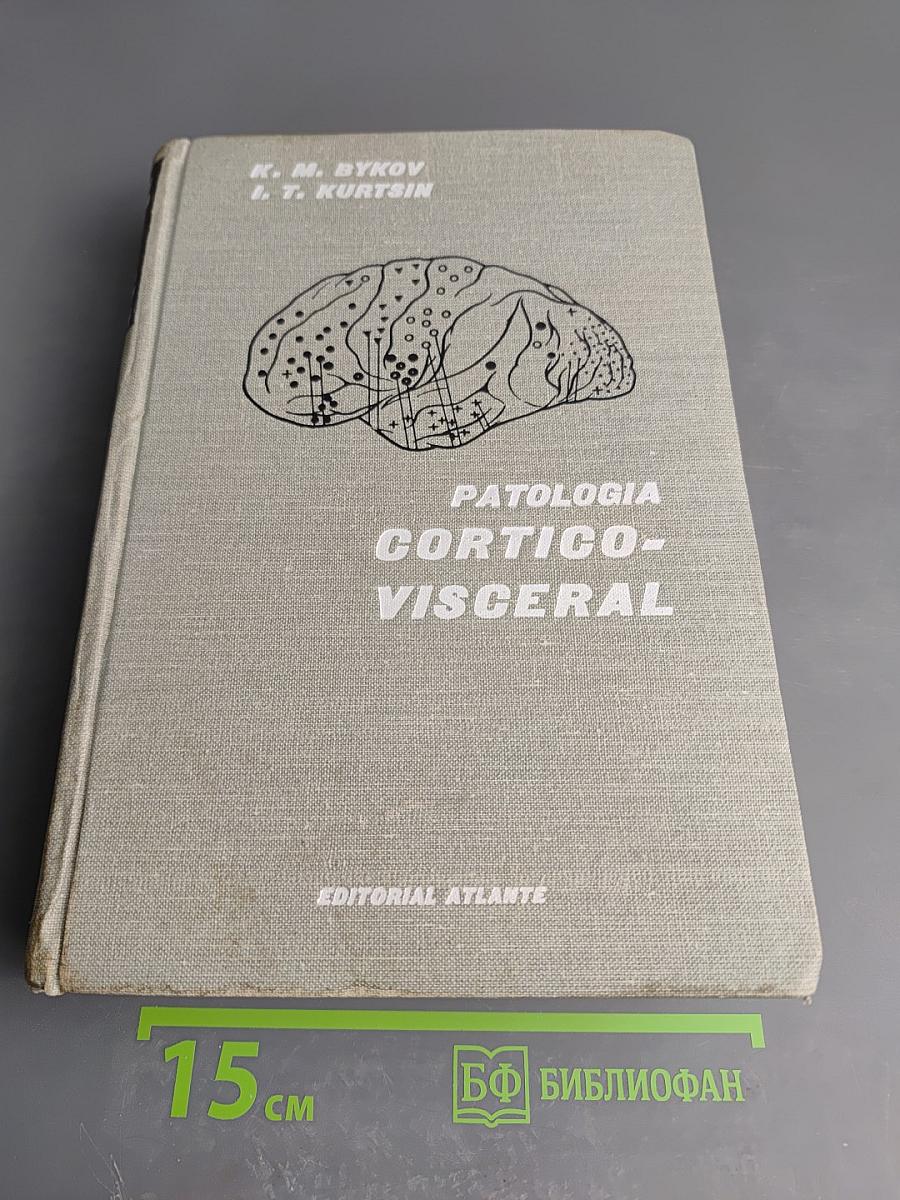 K. M. BYKOV
I. T. KURTSIN
PATOLOGIA
CORTICO-
VISCERAL
EDITORIAL ATLANTE
15 см
БФ БИБЛИОФАН